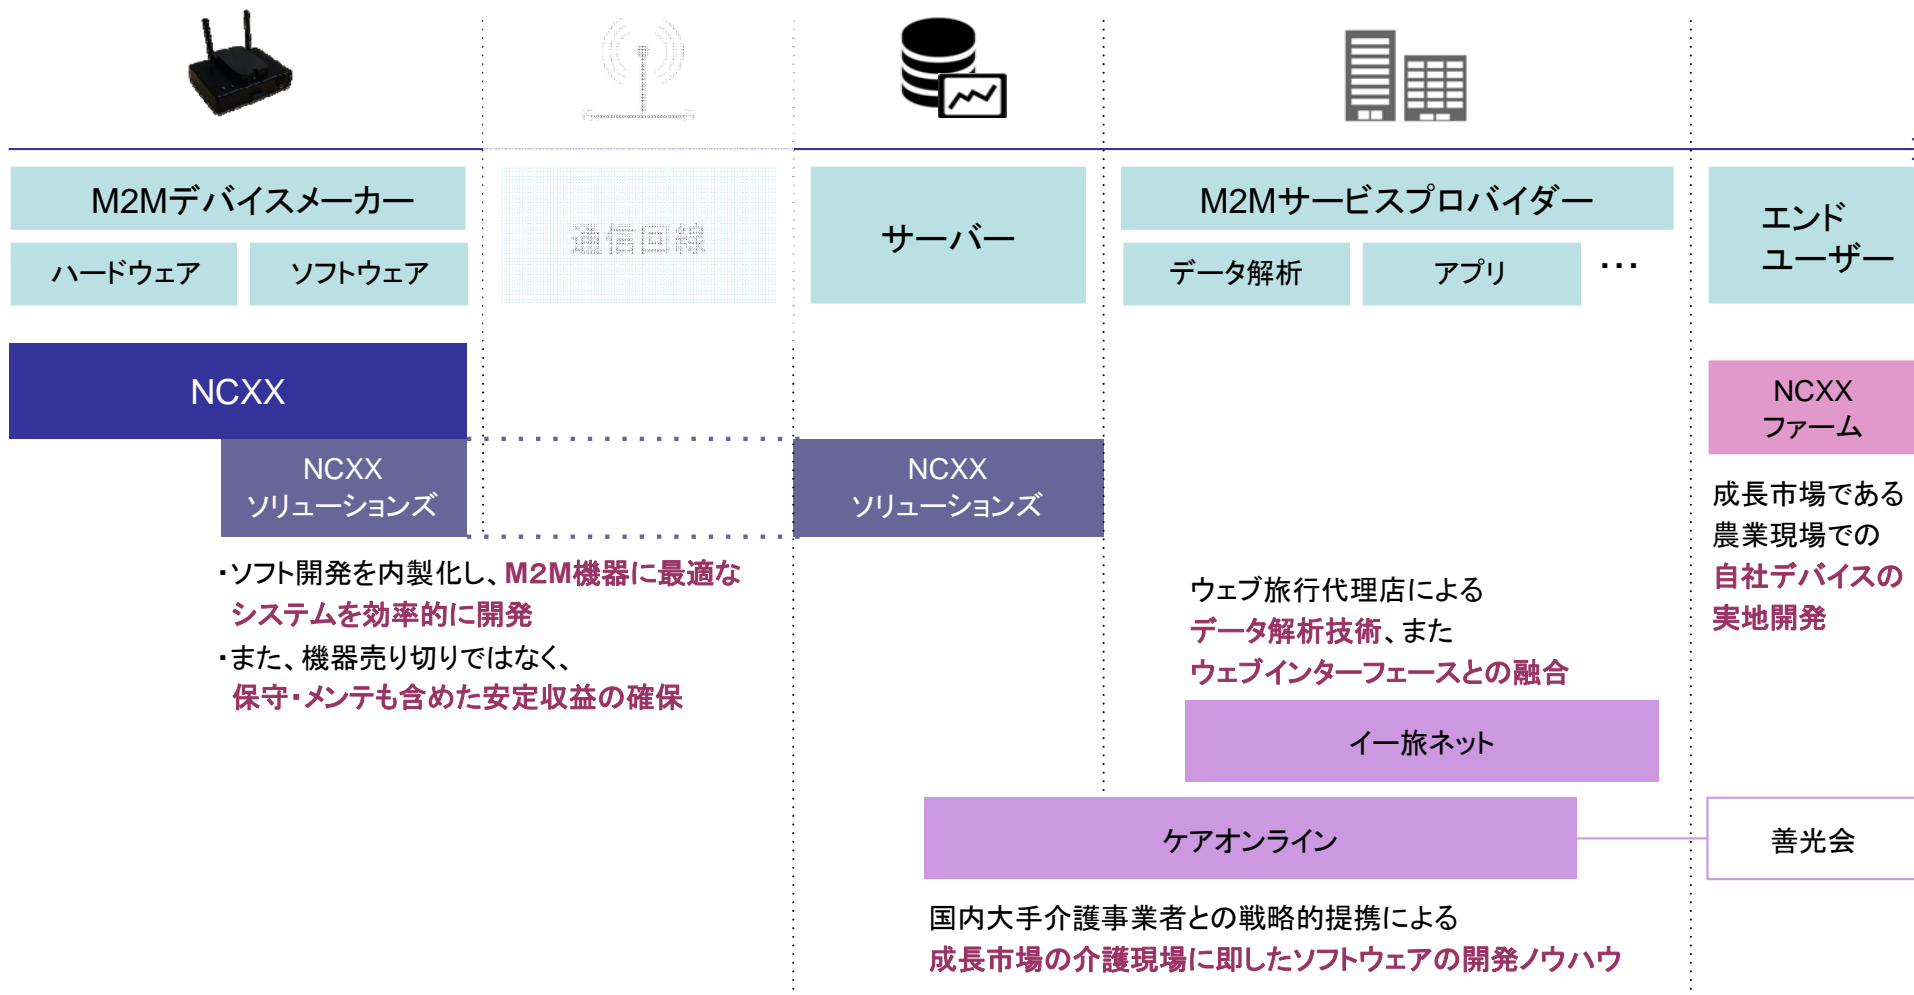 M2Mデバイスメーカー
ハードウェア
ソフトウェア
通信回線
サーバー
M2Mサービスプロバイダー
データ解析
アプリ
・・・
エンド
ユーザー
NCXX
NCXX
ソリューションズ
NCXX
ソリューションズ
NCXX
ファーム
・ソフト開発を内製化し、M2M機器に最適な
システムを効率的に開発
・また、機器売り切りではなく、
保守・メンテも含めた安定収益の確保
ウェブ旅行代理店による
データ解析技術、また
ウェブインターフェースとの融合
成長市場である
農業現場での
自社デバイスの
実地開発
イー旅ネット
ケアオンライン
善光会
国内大手介護事業者との戦略的提携による
成長市場の介護現場に即したソフトウェアの開発ノウハウ